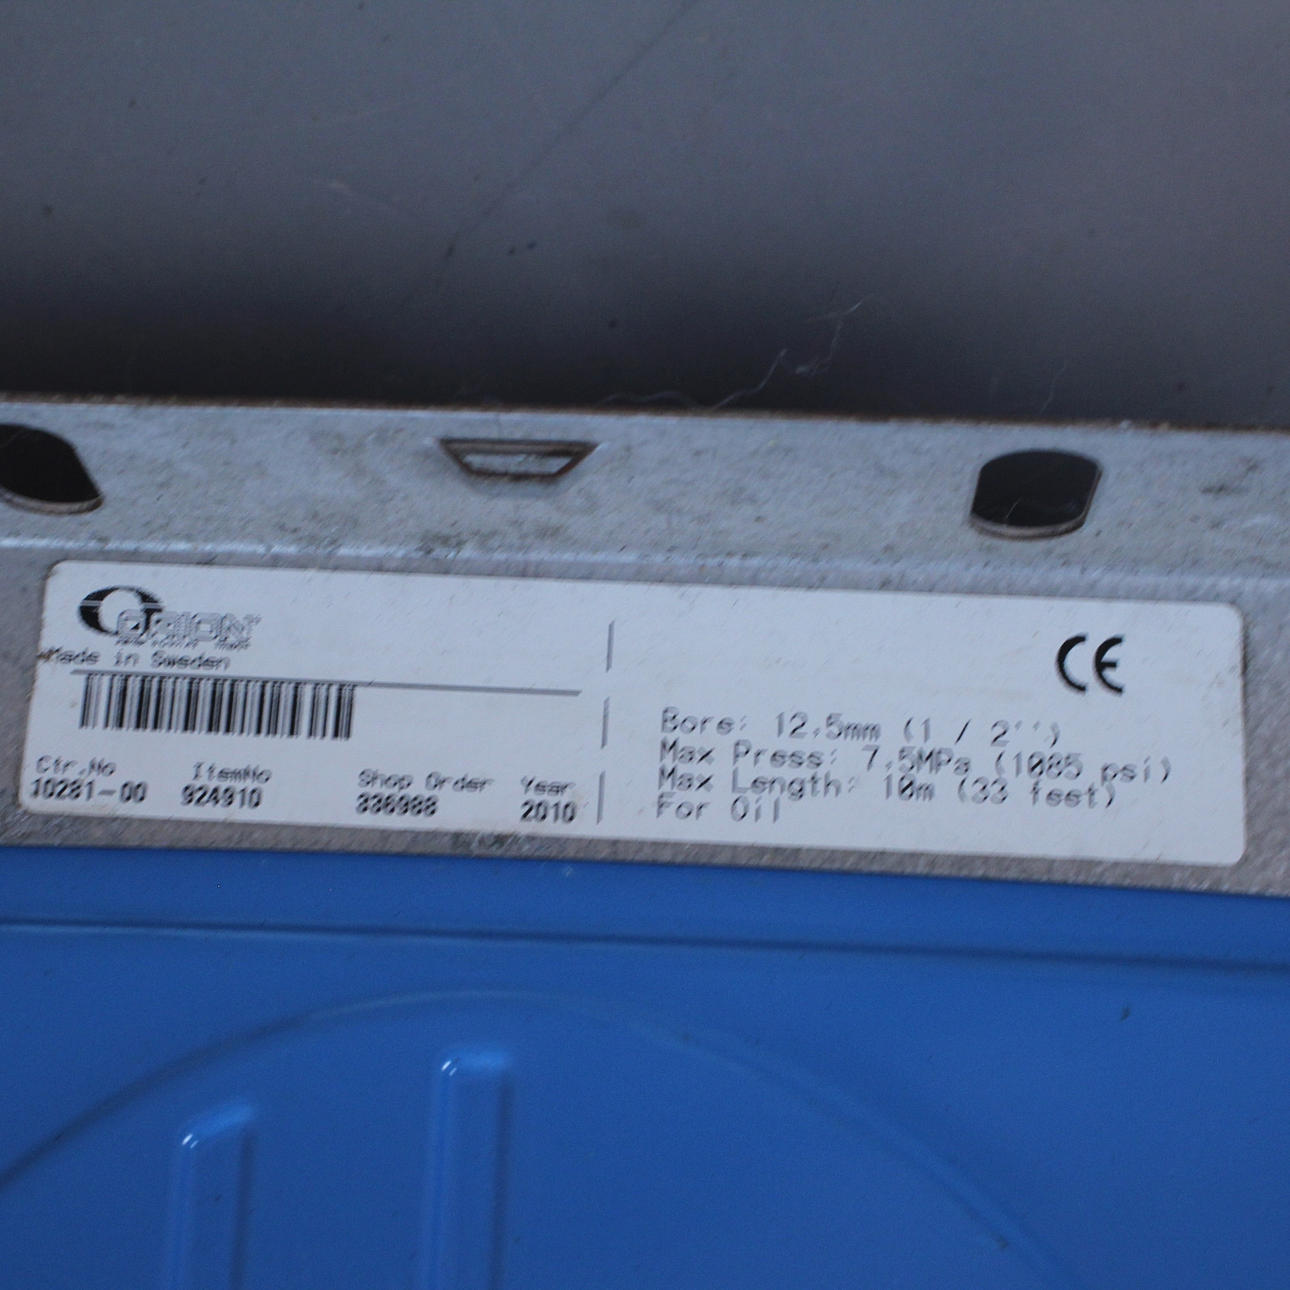 ORION
Made in Sweden
Ctr.No ItemNo Shop Order Year
10281-00 924910 336988 2010
CE
Bore: 12.5mm (1 / 2'')
Max Press: 7.5MPa (1085 psi)
Max Length: 10m (33 feet)
For Oil